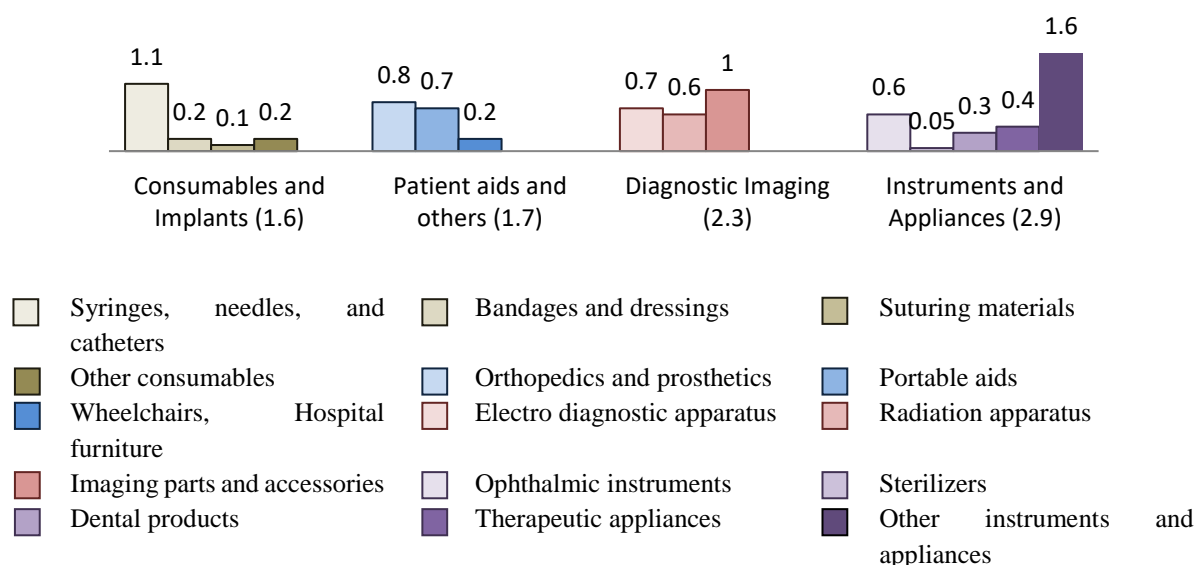 1.6
1.1
1
0.8 0.7
0.7 0.6
0.6
0.2 0.1 0.2
0.2
0.05 0.3 0.4
Consumables and
Implants (1.6)
Patient aids and
others (1.7)
Diagnostic Imaging
(2.3)
Instruments and
Appliances (2.9)
Syringes, needles, and
catheters
Bandages and dressings
Suturing materials
Other consumables
Orthopedics and prosthetics
Portable aids
Wheelchairs, Hospital
furniture
Electro diagnostic apparatus
Radiation apparatus
Imaging parts and accessories
Ophthalmic instruments
Sterilizers
Dental products
Therapeutic appliances
Other instruments and
appliances